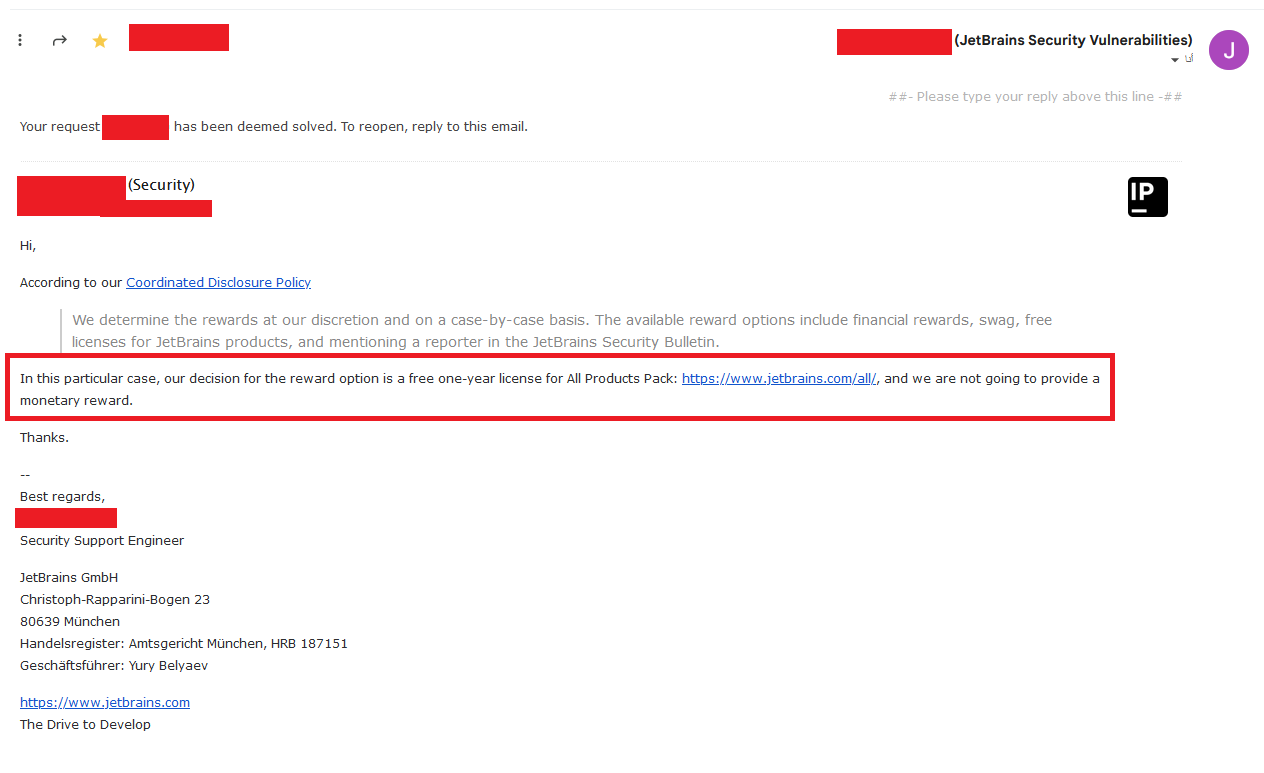 (JetBrains Security Vulnerabilities)
J
##- Please type your reply above this line -##
Your request has been deemed solved. To reopen, reply to this email.
(Security)
IP
Hi,
According to our Coordinated Disclosure Policy
We determine the rewards at our discretion and on a case-by-case basis. The available reward options include financial rewards, swag, free
licenses for JetBrains products, and mentioning a reporter in the JetBrains Security Bulletin.
In this particular case, our decision for the reward option is a free one-year license for All Products Pack: https://www.jetbrains.com/all/, and we are not going to provide a
monetary reward.
Thanks.
--
Best regards,
Security Support Engineer
JetBrains GmbH
Christoph-Rapparini-Bogen 23
80639 München
Handelsregister: Amtsgericht München, HRB 187151
Geschäftsführer: Yury Belyaev
https://www.jetbrains.com
The Drive to Develop